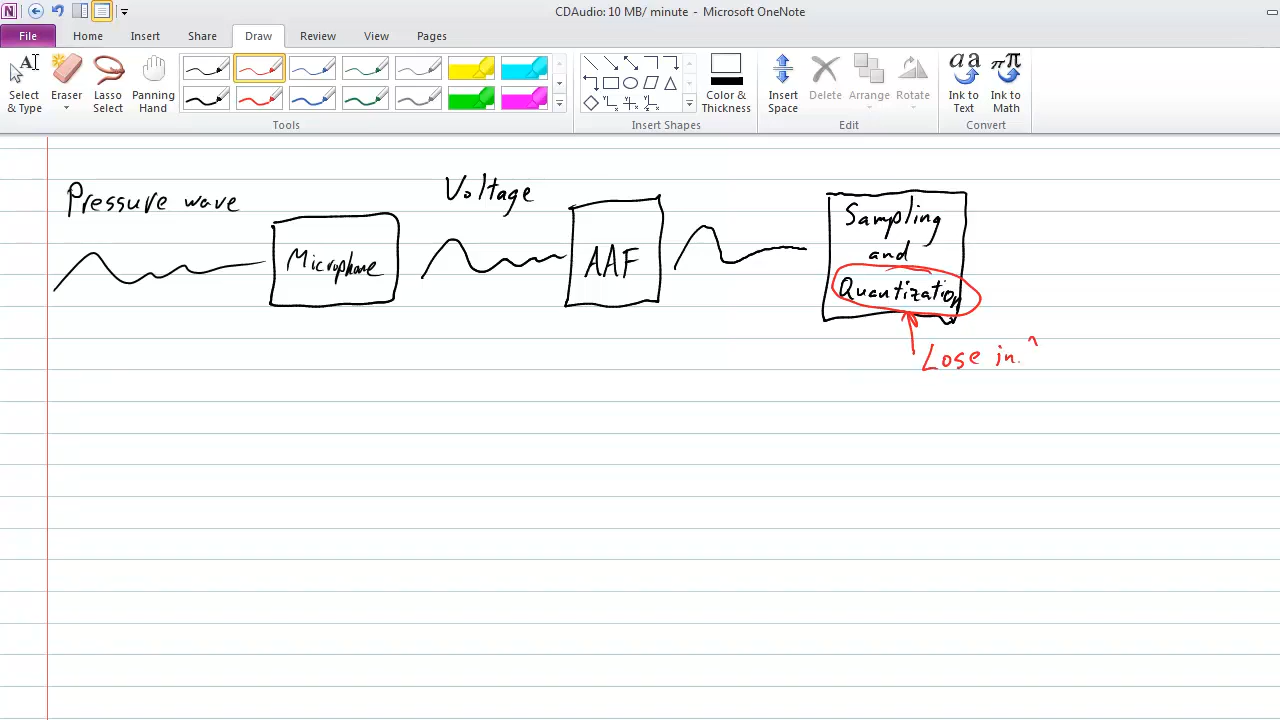 CDAudio: 10 MB/ minute - Microsoft OneNote
File Home Insert Share Draw Review View Pages
Select & Type
Eraser
Lasso Select
Panning Hand
Color & Thickness
Insert Space
Delete
Arrange
Rotate
Ink to Text
Ink to Math
Tools
Insert Shapes
Edit
Convert
Pressure wave
Microphone
Voltage
AAF
Sampling
and
Quantization
Lose in.